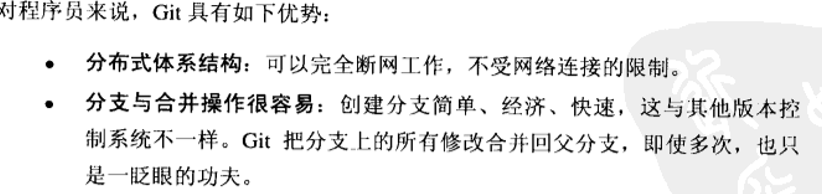 对程序员来说，Git 具有如下优势：
• 分布式体系结构：可以完全断网工作，不受网络连接的限制。
• 分支与合并操作很容易：创建分支简单、经济、快速，这与其他版本控
制系统不一样。Git 把分支上的所有修改合并回父分支，即使多次，也只
是一眨眼的功夫。